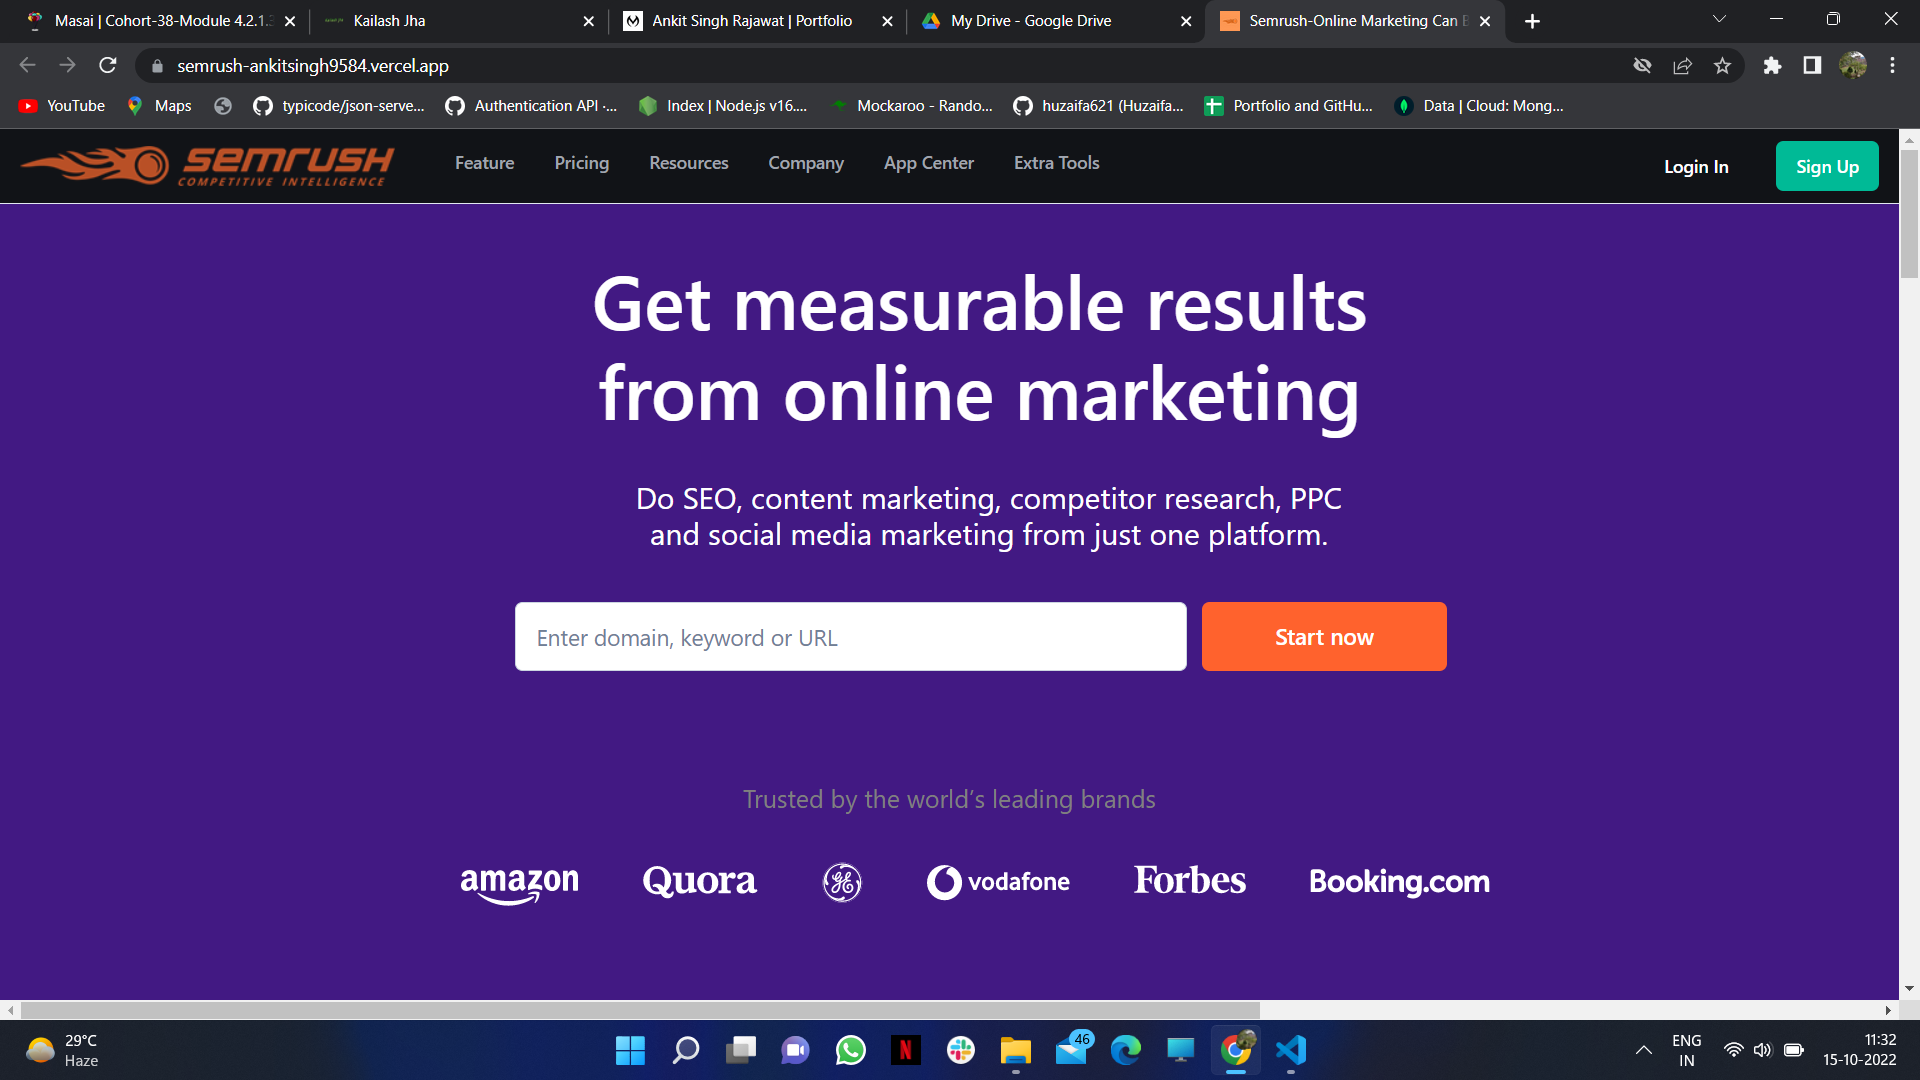 Masai | Cohort-38-Module 4.2.1.3
Kailash Jha
Ankit Singh Rajawat | Portfolio
My Drive - Google Drive
Semrush-Online Marketing Can B
semrush-ankitsingh9584.vercel.app
YouTube
Maps
typicode/json-serve...
Authentication API ·...
Index | Node.js v16....
Mockaroo - Rando...
huzaifa621 (Huzaifa...
Portfolio and GitHu...
Data | Cloud: Mong...
SEMRUSH
COMPETITIVE INTELLIGENCE
Feature
Pricing
Resources
Company
App Center
Extra Tools
Login In
Sign Up
Get measurable results
from online marketing
Do SEO, content marketing, competitor research, PPC
and social media marketing from just one platform.
Enter domain, keyword or URL
Start now
Trusted by the world’s leading brands
amazon
Quora
GE
vodafone
Forbes
Booking.com
29°C
Haze
46
ENG
IN
11:32
15-10-2022